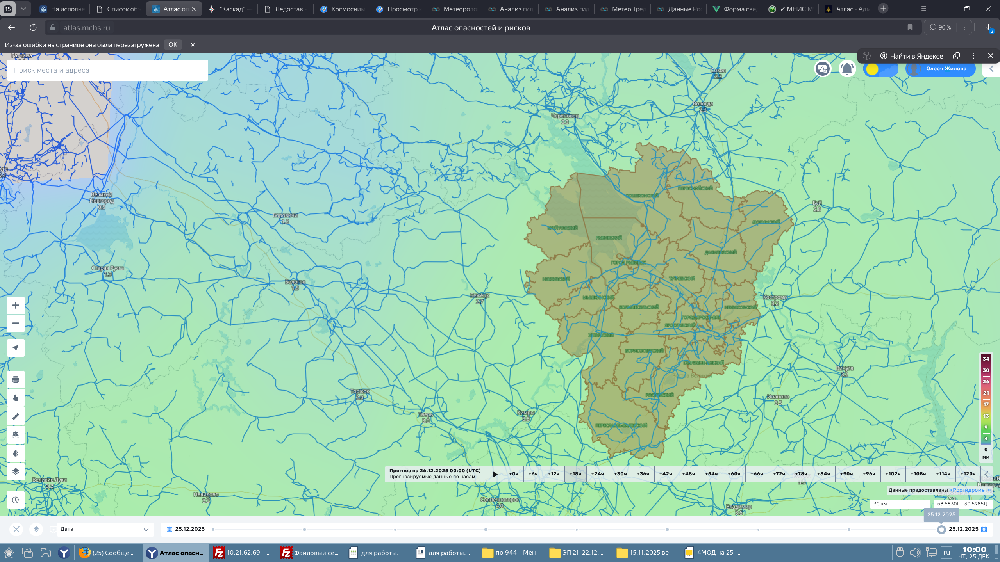 15
На исполне
Список объ
Атлас оп
"Каскад" —
Ледостав -
Космосним
Просмотр к
Метеороло
Анализ гид
Анализ гид
МетеоПред
Данные Рос
Форма све
✔ МНИС М
Атлас - Адм
atlas.mchs.ru
Атлас опасностей и рисков
90 %
2
Из-за ошибки на странице она была перезагружена
ОК
Найти в Яндексе
Поиск места и адреса
Олеся Жилова
Гатчина
Сокол
2.2
Вологда
2.3
Череповец
2.3
Великий
Новгород
0.5
Боровичи
1.2
Буй
2.8
Старая Русса
1.3
Бологое
1.5
Бежецк
2.7
Кострома
3.2
Вичуга
3.2
Иваново
3.5
Торжок
2.0
Тверь
3.0
Кимры
3.8
Великие Луки
3.2
Нелидово
3.2
Солнечногорск
4.0
Владимир
3.6
ПОШЕХОНСКИЙ
ПЕРВОМАЙСКИЙ
ЛЮБИМСКИЙ
БРЕЙТОВСКИЙ
РЫБИНСКИЙ
ДАНИЛОВСКИЙ
ГОРОД РЫБИНСК
НЕКОУЗСКИЙ
ТУТАЕВСКИЙ
МЫШКИНСКИЙ
БОЛЬШЕСЕЛЬСКИЙ
НЕКРАСОВСКИЙ
ГОРОД ЯРОСЛАВЛЬ
ЯРОСЛАВСКИЙ
УГЛИЧСКИЙ
БОРИСОГЛЕБСКИЙ
ГАВРИЛОВ-ЯМСКИЙ
Ростов Великий
РОСТОВСКИЙ
ПЕРЕСЛАВЛЬ-ЗАЛЕССКИЙ
34
30
26
21
17
13
9
4
0
мм
Прогноз на 26.12.2025 00:00 (UTC)
Прогнозируемые данные по часам
+0ч
+6ч
+12ч
+18ч
+24ч
+30ч
+36ч
+42ч
+48ч
+54ч
+60ч
+66ч
+72ч
+78ч
+84ч
+90ч
+96ч
+102ч
+108ч
+114ч
+120ч
Данные предоставлены «Росгидромет»
30 км
58.5830Ш, 30.5985Д
25.12.2025
Дата
25.12.2025
25.12.2025
(25) Сообще...
Атлас опасн...
10.21.62.69 - ...
Файловый се...
для работы....
для работы....
по 944 - Мен...
ЭП 21-22.12....
15.11.2025 ве...
4МОД на 25-...
ru
10:00
ЧТ, 25 ДЕК